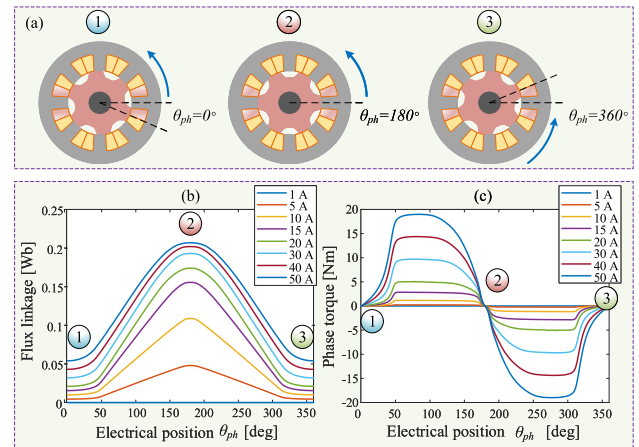 (a)
1
2
3
θph=0°
θph=180°
θph=360°
(b)
Flux linkage [Wb]
0.25
0.2
0.15
0.1
0.05
0
0 50 100 150 200 250 300 350
Electrical position θph [deg]
1 A
5 A
10 A
15 A
20 A
30 A
40 A
50 A
1
2
3
(c)
Phase torque [Nm]
20
15
10
5
0
-5
-10
-15
-20
0 50 100 150 200 250 300 350
Electrical position θph [deg]
1 A
5 A
10 A
15 A
20 A
30 A
40 A
50 A
1
2
3